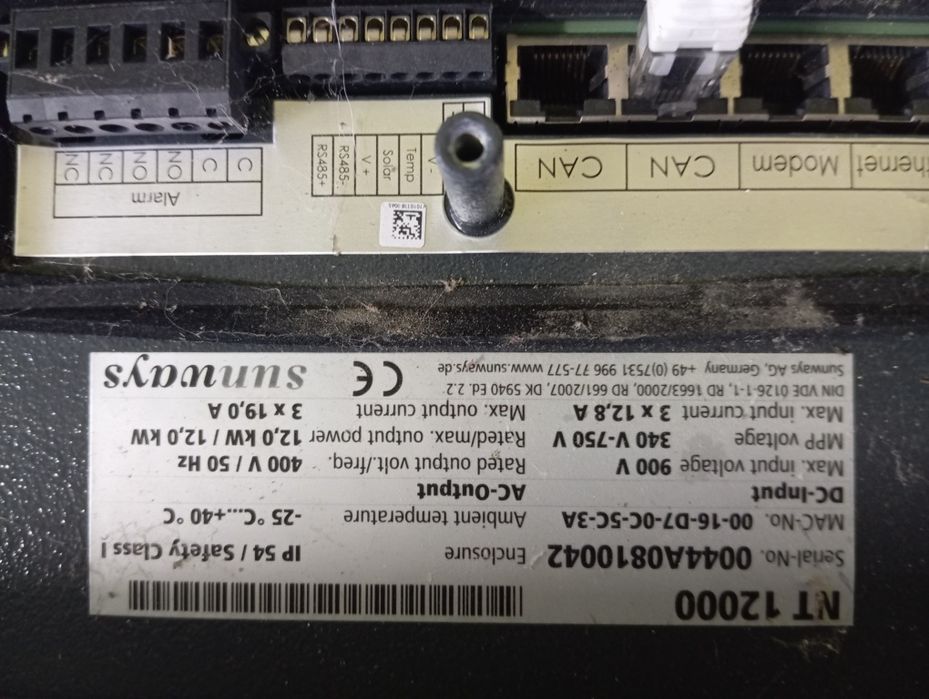 NT 12000
Serial-No. 0044A0810042
MAC-No. 00-16-D7-0C-5C-3A
Enclosure IP 54 / Safety Class I
Ambient temperature -25 °C...+40 °C
DC-Input
Max. input voltage 900 V
MPP voltage 340 V-750 V
Max. input current 3 x 12,8 A
AC-Output
Rated output volt./freq. 400 V / 50 Hz
Rated/max. output power 12,0 kW / 12,0 kW
Max. output current 3 x 19,0 A
DIN VDE 0126-1-1, RD 1663/2000, RD 661/2007, DK 5940 Ed. 2.2
Sunways AG, Germany +49 (0)7531 996 77-577 www.sunways.de
CE
sunways
hernet
Modem
CAN
CAN
V -
Temp
Solar
V +
RS485-
RS485+
Alarm
C
C
NO
NO
NC
NC